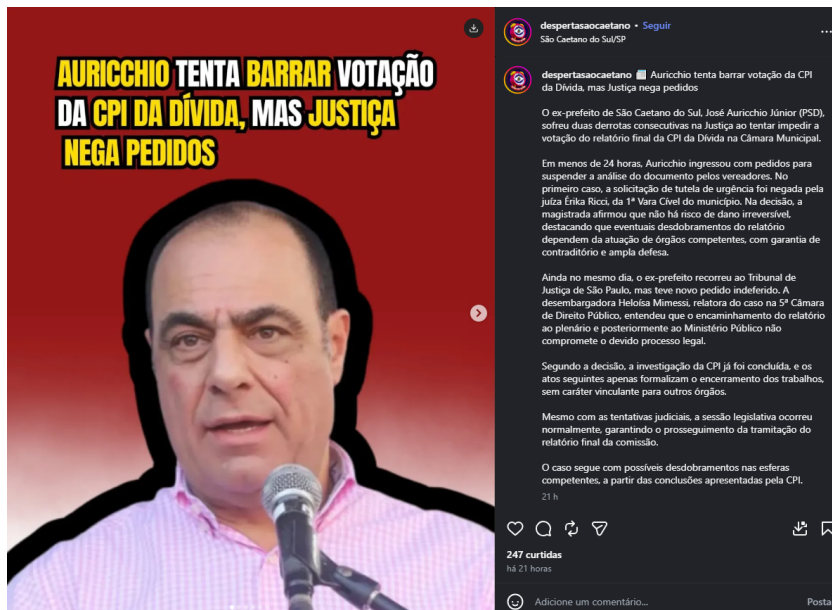 AURICCHIO TENTA BARRAR VOTAÇÃO
DA CPI DA DÍVIDA, MAS JUSTIÇA
NEGA PEDIDOS
despertasaocaetano • Seguir
São Caetano do Sul/SP
despertasaocaetano 🗞️ Auricchio tenta barrar votação da CPI
da Dívida, mas Justiça nega pedidos
O ex-prefeito de São Caetano do Sul, José Auricchio Júnior (PSD),
sofreu duas derrotas consecutivas na Justiça ao tentar impedir a
votação do relatório final da CPI da Dívida na Câmara Municipal.
Em menos de 24 horas, Auricchio ingressou com pedidos para
suspender a análise do documento pelos vereadores. No
primeiro caso, a solicitação de tutela de urgência foi negada pela
juíza Érika Ricci, da 1ª Vara Cível do município. Na decisão, a
magistrada afirmou que não há risco de dano irreversível,
destacando que eventuais desdobramentos do relatório
dependem da atuação de órgãos competentes, com garantia de
contraditório e ampla defesa.
Ainda no mesmo dia, o ex-prefeito recorreu ao Tribunal de
Justiça de São Paulo, mas teve novo pedido indeferido. A
desembargadora Heloísa Mimessi, relatora do caso na 5ª Câmara
de Direito Público, entendeu que o encaminhamento do relatório
ao plenário e posteriormente ao Ministério Público não
compromete o devido processo legal.
Segundo a decisão, a investigação da CPI já foi concluída, e os
atos seguintes apenas formalizam o encerramento dos trabalhos,
sem caráter vinculante para outros órgãos.
Mesmo com as tentativas judiciais, a sessão legislativa ocorreu
normalmente, garantindo o prosseguimento da tramitação do
relatório final da comissão.
O caso segue com possíveis desdobramentos nas esferas
competentes, a partir das conclusões apresentadas pela CPI.
21 h
247 curtidas
há 21 horas
Adicione um comentário... Posta